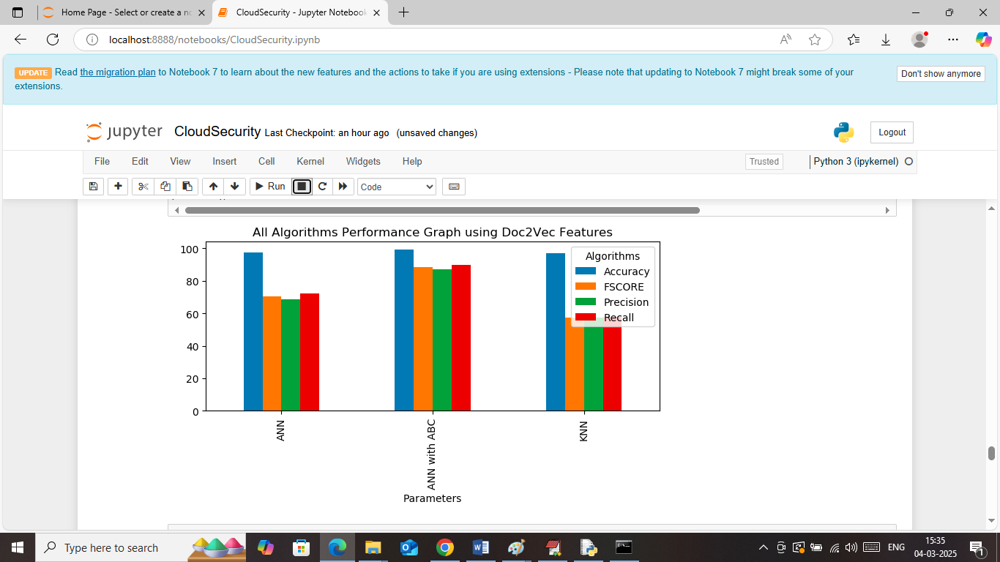 Home Page - Select or create a no
CloudSecurity - Jupyter Notebook
localhost:8888/notebooks/CloudSecurity.ipynb
UPDATE Read the migration plan to Notebook 7 to learn about the new features and the actions to take if you are using extensions - Please note that updating to Notebook 7 might break some of your
extensions.
Don't show anymore
jupyter CloudSecurity Last Checkpoint: an hour ago (unsaved changes)
Logout
File Edit View Insert Cell Kernel Widgets Help
Trusted
Python 3 (ipykernel)
Run
Code
All Algorithms Performance Graph using Doc2Vec Features
100
80
60
40
20
0
Algorithms
Accuracy
FSCORE
Precision
Recall
ANN
ANN with ABC
KNN
Parameters
Type here to search
ENG
15:35
04-03-2025
1